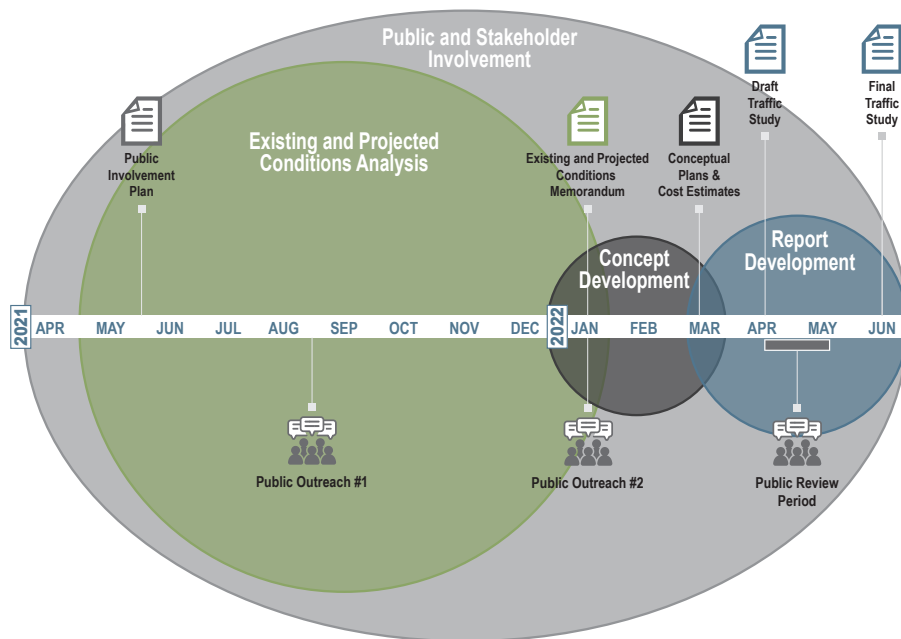 Public and Stakeholder
Involvement
Existing and Projected
Conditions Analysis
Public
Involvement
Plan
Existing and Projected
Conditions
Memorandum
Conceptual
Plans &
Cost Estimates
Draft
Traffic
Study
Final
Traffic
Study
Concept
Development
Report
Development
2021
APR MAY JUN JUL AUG SEP OCT NOV DEC
2022
JAN FEB MAR APR MAY JUN
Public Outreach #1
Public Outreach #2
Public Review
Period